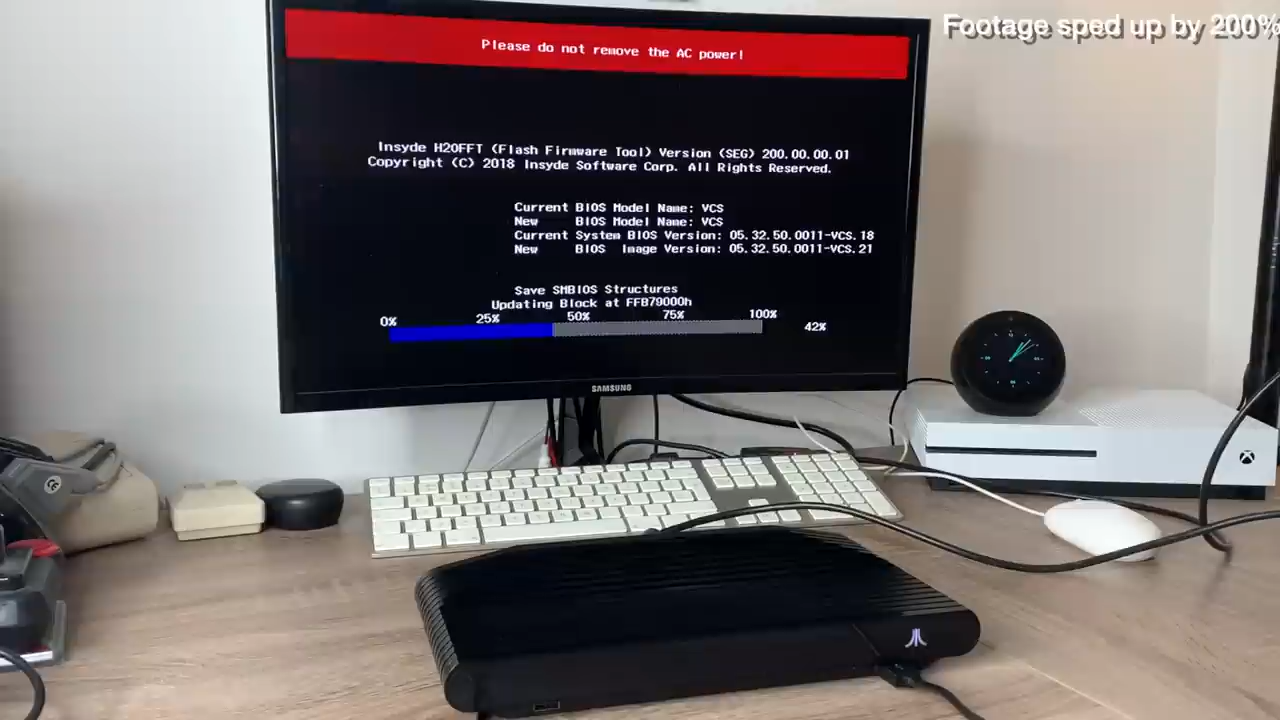 Footage sped up by 200%
Please do not remove the AC power!
Insyde H2OFFT (Flash Firmware Tool) Version (SEG) 200.00.00.01
Copyright (C) 2018 Insyde Software Corp. All Rights Reserved.
Current BIOS Model Name: VCS
New BIOS Model Name: VCS
Current System BIOS Version: 05.32.50.0011-VCS.18
New BIOS Image Version: 05.32.50.0011-VCS.21
Save SMBIOS Structures
Updating Block at FFB79000h
0% 25% 50% 75% 100%
42%
SAMSUNG